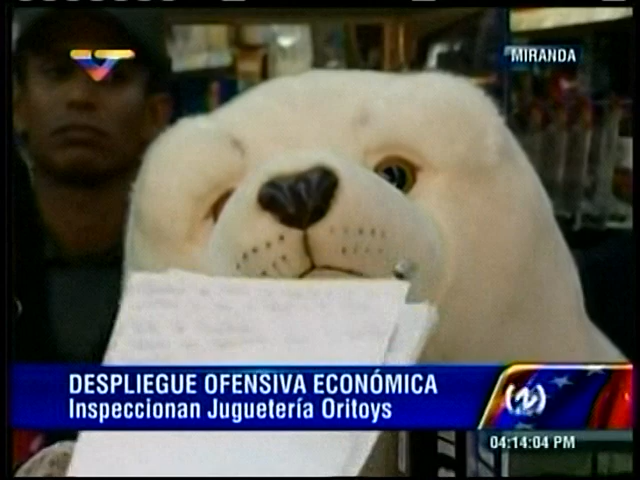 MIRANDA
DESPLIEGUE OFENSIVA ECONÓMICA
Inspeccionan Juguetería Oritoys
04:14:04 PM